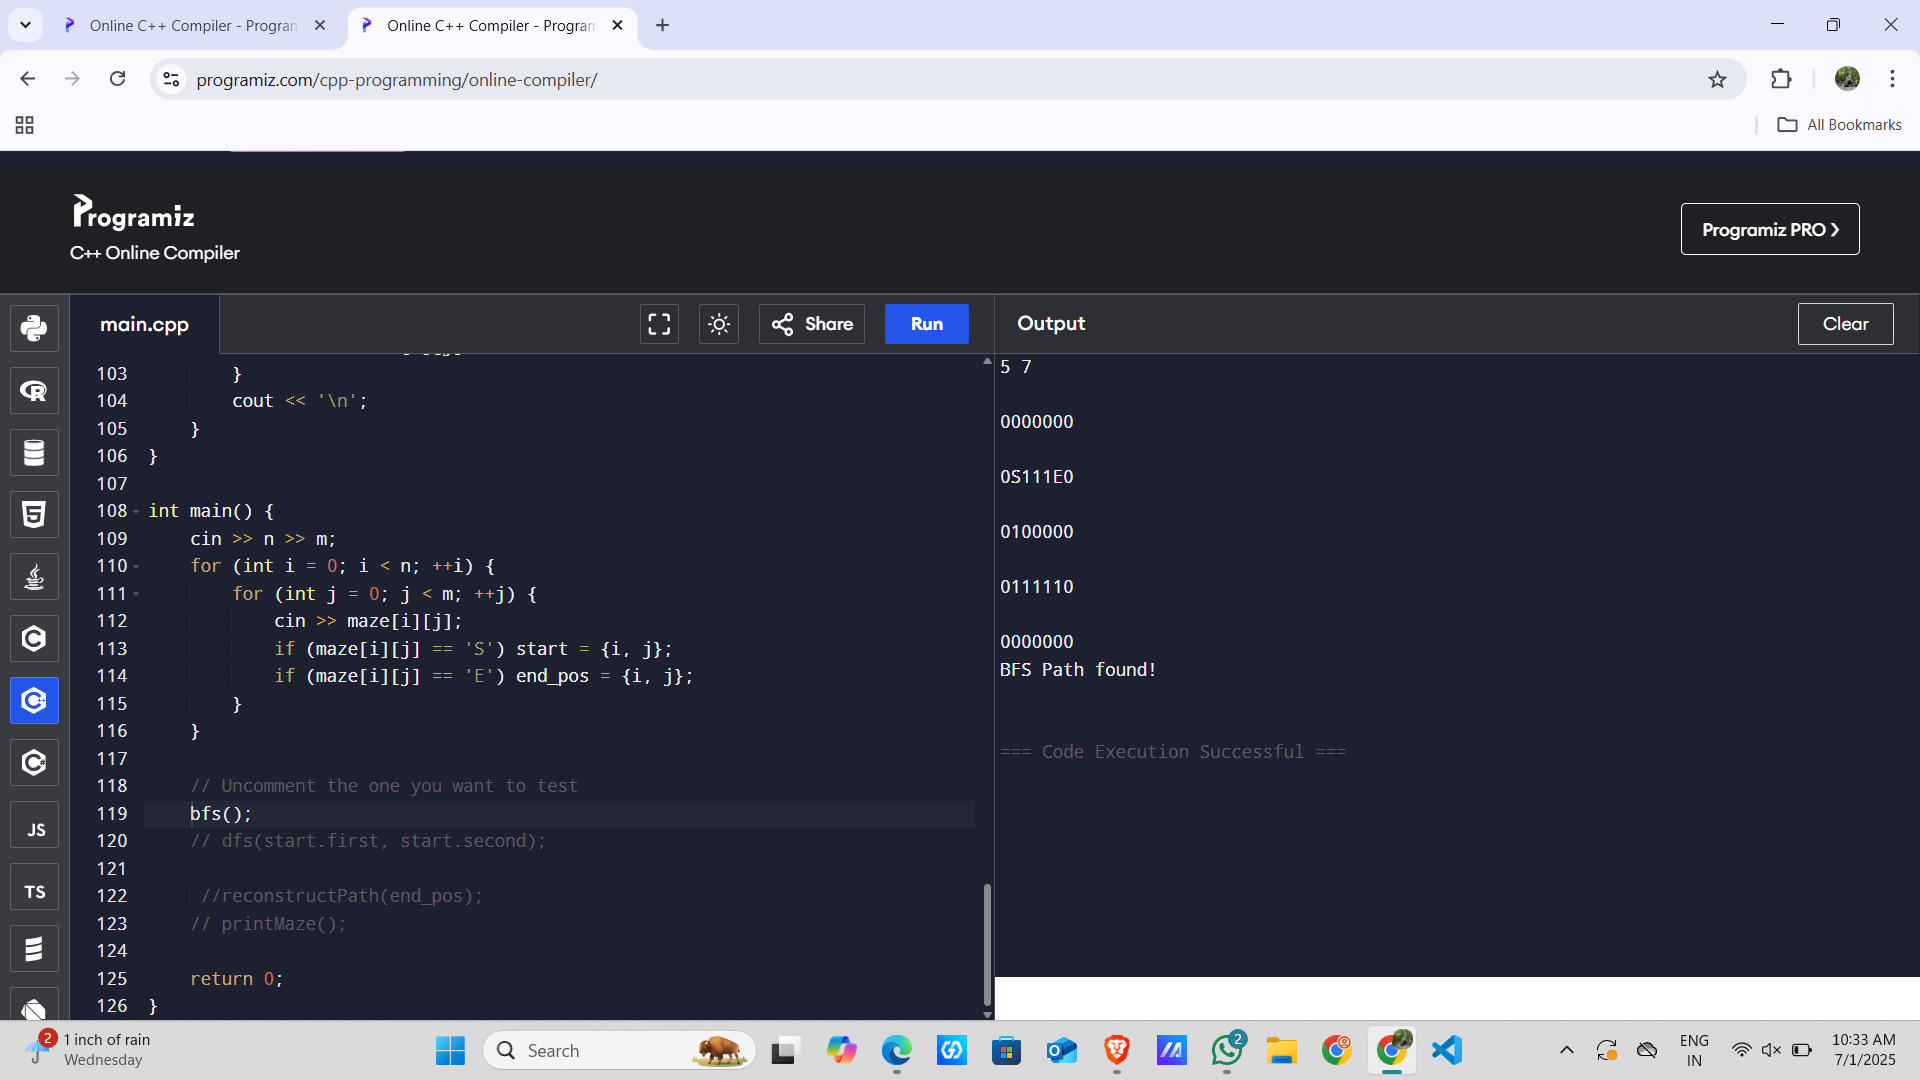 Online C++ Compiler - Program
Online C++ Compiler - Program
programiz.com/cpp-programming/online-compiler/
All Bookmarks
Programiz
C++ Online Compiler
Programiz PRO ❯
main.cpp
Share
Run
Output
Clear
103         }
104         cout << '\n';
105     }
106 }
107
108 int main() {
109     cin >> n >> m;
110     for (int i = 0; i < n; ++i) {
111         for (int j = 0; j < m; ++j) {
112             cin >> maze[i][j];
113             if (maze[i][j] == 'S') start = {i, j};
114             if (maze[i][j] == 'E') end_pos = {i, j};
115         }
116     }
117
118     // Uncomment the one you want to test
119     bfs();
120     // dfs(start.first, start.second);
121
122      //reconstructPath(end_pos);
123     // printMaze();
124
125     return 0;
126 }
5 7
0000000
0S111E0
0100000
0111110
0000000
BFS Path found!
=== Code Execution Successful ===
JS
TS
2
1 inch of rain
Wednesday
Search
2
ENG
IN
10:33 AM
7/1/2025